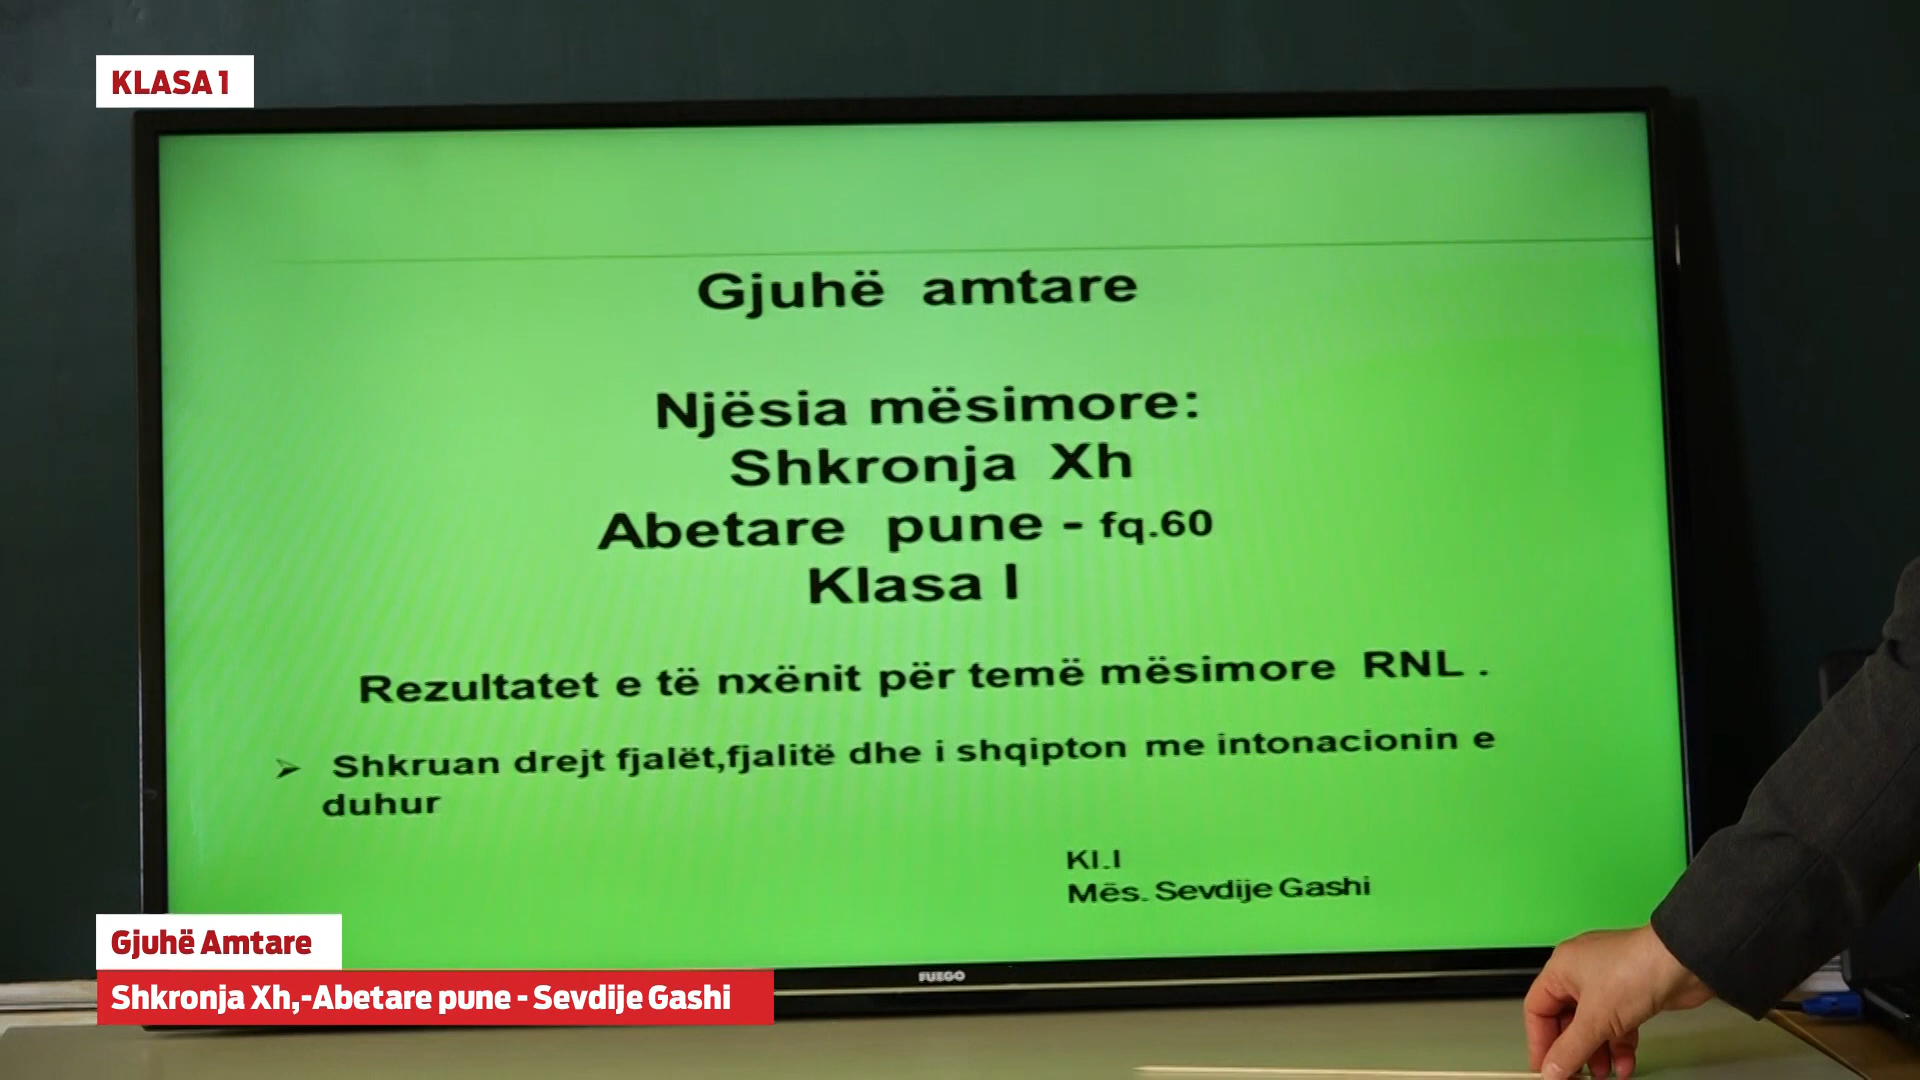 KLASA 1
Gjuhë amtare
Njësia mësimore:
Shkronja Xh
Abetare pune - fq.60
Klasa I
Rezultatet e të nxënit për temë mësimore RNL .
➢ Shkruan drejt fjalët,fjalitë dhe i shqipton me intonacionin e
duhur
Kl.I
Mës. Sevdije Gashi
FUEGO
Gjuhë Amtare
Shkronja Xh,-Abetare pune - Sevdije Gashi